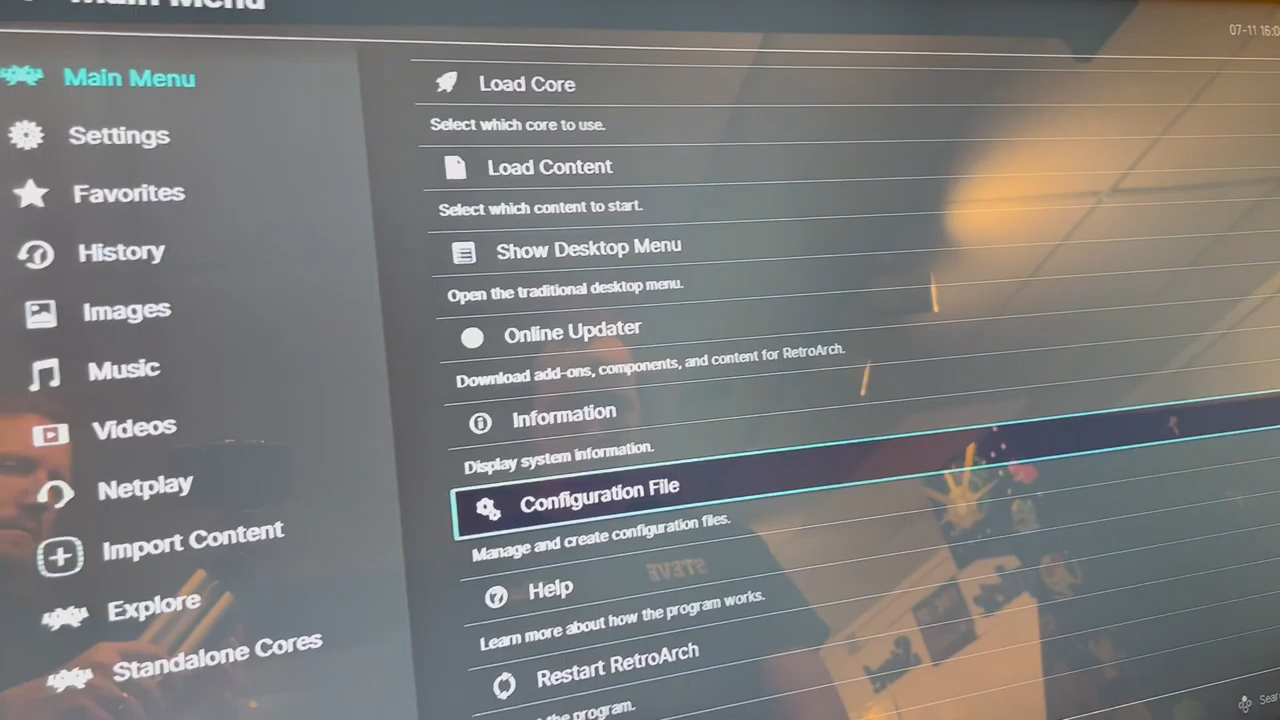 Main Menu
07-11 16:0
Main Menu
Settings
Favorites
History
Images
Music
Videos
Netplay
Import Content
Explore
Standalone Cores
Load Core
Select which core to use.
Load Content
Select which content to start.
Show Desktop Menu
Open the traditional desktop menu.
Online Updater
Download add-ons, components, and content for RetroArch.
Information
Display system information.
Configuration File
Manage and create configuration files.
Help
Learn more about how the program works.
Restart RetroArch
the program.
STEVE
Sear